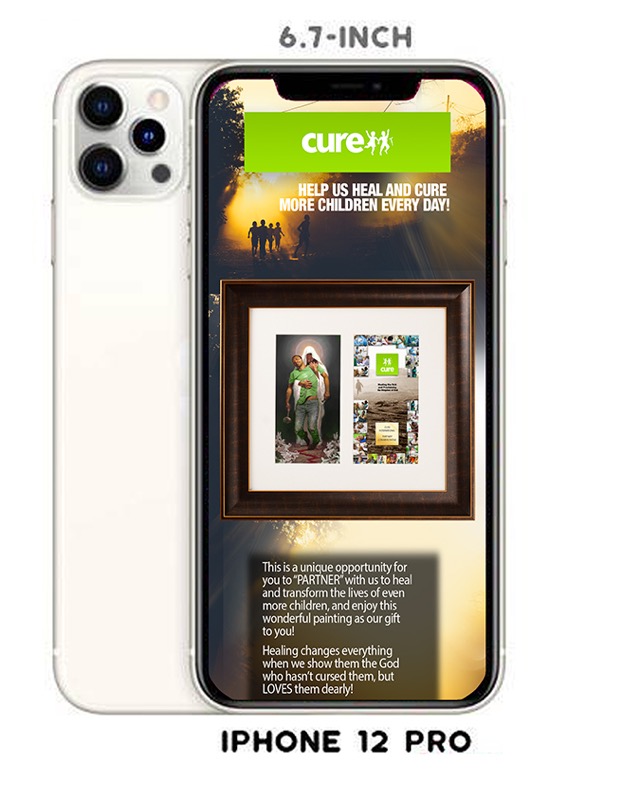 6.7-INCH
cure
HELP US HEAL AND CURE
MORE CHILDREN EVERY DAY!
cure
This is a unique opportunity for
you to "PARTNER" with us to heal
and transform the lives of even
more children, and enjoy this
wonderful painting as our gift
to you!
Healing changes everything
when we show them the God
who hasn't cursed them, but
LOVES them dearly!
IPHONE 12 PRO